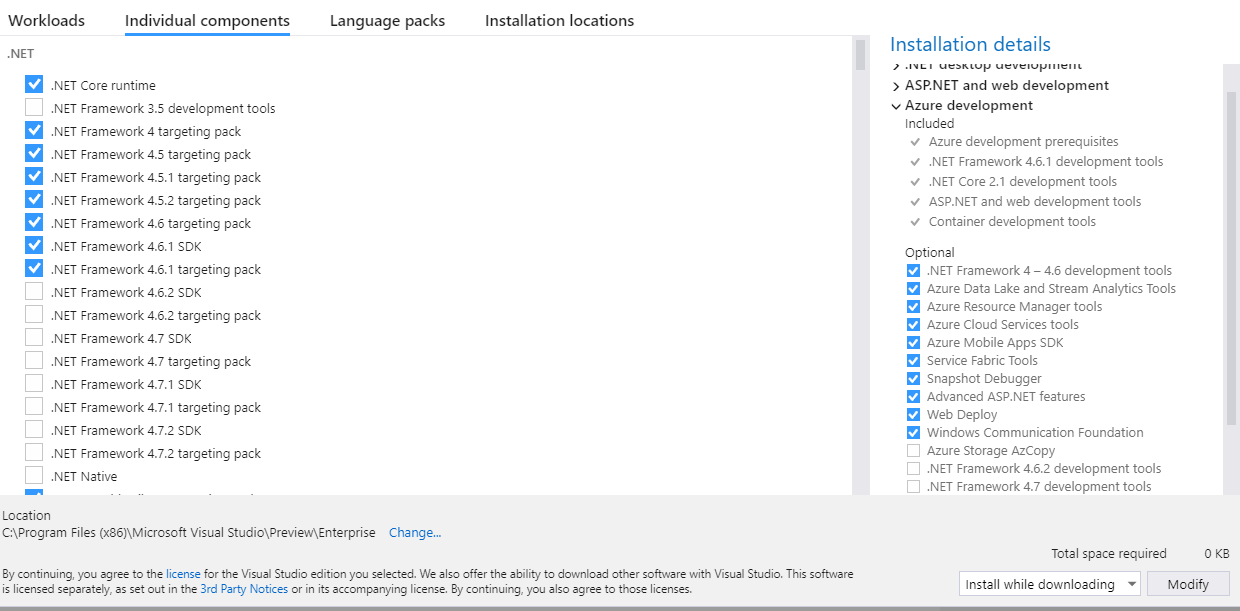 Workloads
Individual components
Language packs
Installation locations
.NET
.NET Core runtime
.NET Framework 3.5 development tools
.NET Framework 4 targeting pack
.NET Framework 4.5 targeting pack
.NET Framework 4.5.1 targeting pack
.NET Framework 4.5.2 targeting pack
.NET Framework 4.6 targeting pack
.NET Framework 4.6.1 SDK
.NET Framework 4.6.1 targeting pack
.NET Framework 4.6.2 SDK
.NET Framework 4.6.2 targeting pack
.NET Framework 4.7 SDK
.NET Framework 4.7 targeting pack
.NET Framework 4.7.1 SDK
.NET Framework 4.7.1 targeting pack
.NET Framework 4.7.2 SDK
.NET Framework 4.7.2 targeting pack
.NET Native
Installation details
.NET desktop development
ASP.NET and web development
Azure development
Included
Azure development prerequisites
.NET Framework 4.6.1 development tools
.NET Core 2.1 development tools
ASP.NET and web development tools
Container development tools
Optional
.NET Framework 4 – 4.6 development tools
Azure Data Lake and Stream Analytics Tools
Azure Resource Manager tools
Azure Cloud Services tools
Azure Mobile Apps SDK
Service Fabric Tools
Snapshot Debugger
Advanced ASP.NET features
Web Deploy
Windows Communication Foundation
Azure Storage AzCopy
.NET Framework 4.6.2 development tools
.NET Framework 4.7 development tools
Location
C:\Program Files (x86)\Microsoft Visual Studio\Preview\Enterprise Change...
Total space required 0 KB
By continuing, you agree to the license for the Visual Studio edition you selected. We also offer the ability to download other software with Visual Studio. This software
is licensed separately, as set out in the 3rd Party Notices or in its accompanying license. By continuing, you also agree to those licenses.
Install while downloading
Modify